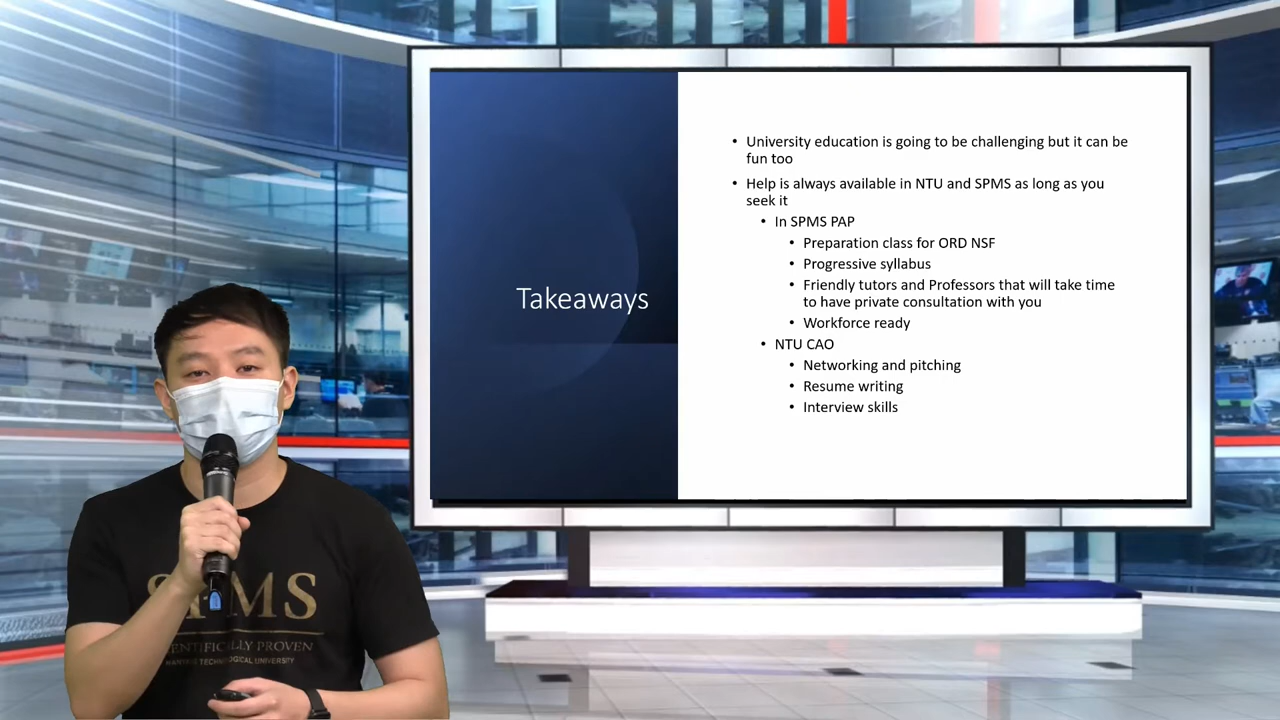 Takeaways
• University education is going to be challenging but it can be
fun too
• Help is always available in NTU and SPMS as long as you
seek it
• In SPMS PAP
• Preparation class for ORD NSF
• Progressive syllabus
• Friendly tutors and Professors that will take time
to have private consultation with you
• Workforce ready
• NTU CAO
• Networking and pitching
• Resume writing
• Interview skills
SPMS
TECHNOLOGICAL UNIVERSITY